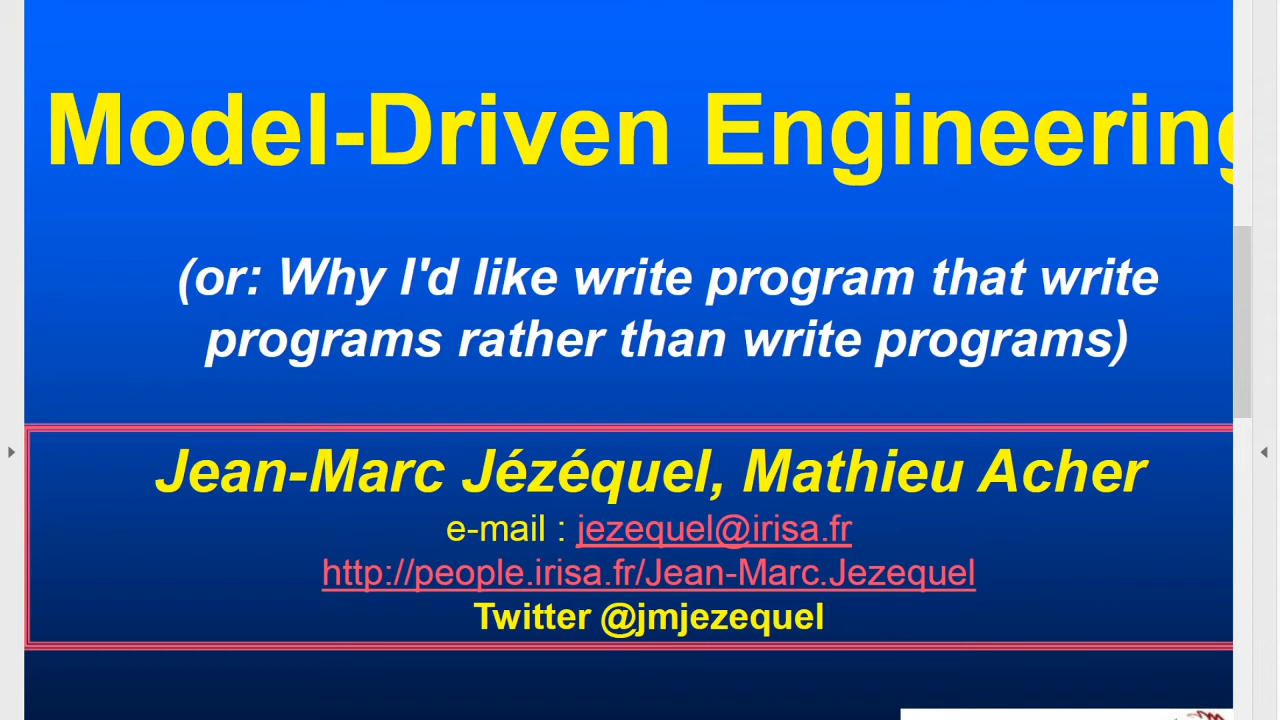 Model-Driven Engineering
(or: Why I'd like write program that write
programs rather than write programs)
Jean-Marc Jézéquel, Mathieu Acher
e-mail : jezequel@irisa.fr
http://people.irisa.fr/Jean-Marc.Jezequel
Twitter @jmjezequel